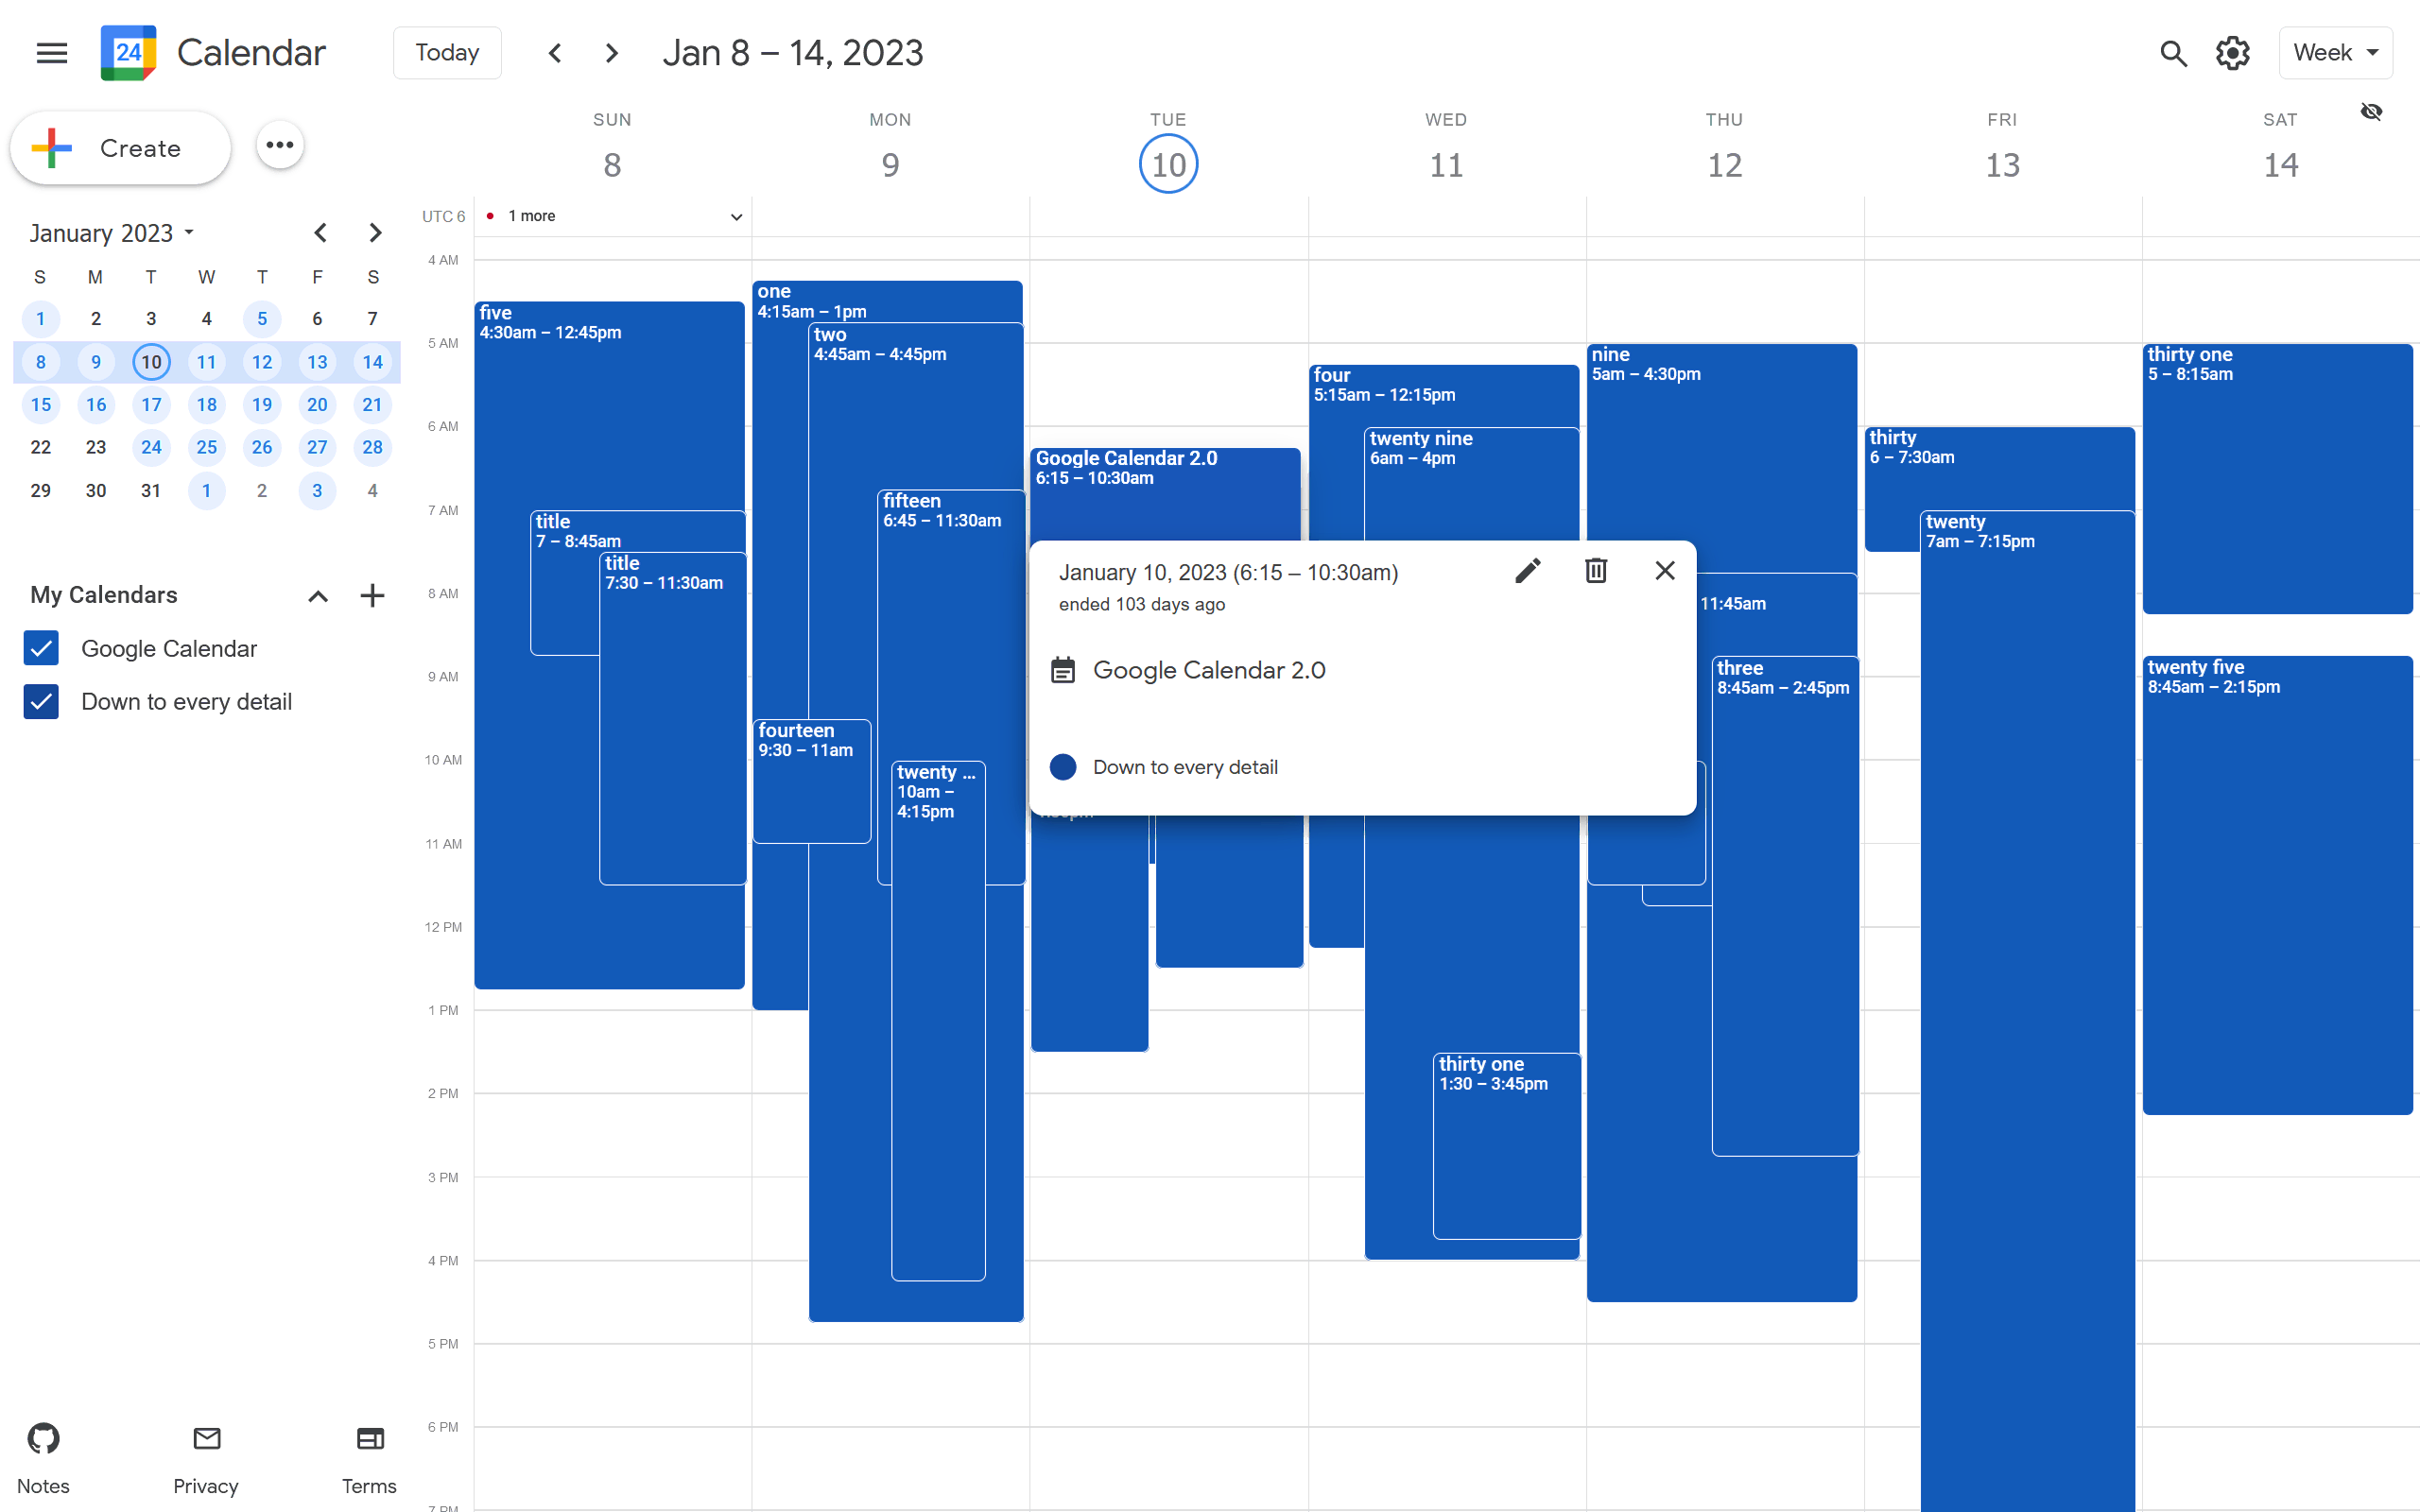 24 Calendar Today Jan 8 – 14, 2023 Week
Create
SUN MON TUE WED THU FRI SAT
8 9 10 11 12 13 14
UTC 6 1 more
January 2023
S M T W T F S
1 2 3 4 5 6 7
8 9 10 11 12 13 14
15 16 17 18 19 20 21
22 23 24 25 26 27 28
29 30 31 1 2 3 4
My Calendars
Google Calendar
Down to every detail
Notes Privacy Terms
4 AM
5 AM
6 AM
7 AM
8 AM
9 AM
10 AM
11 AM
12 PM
1 PM
2 PM
3 PM
4 PM
5 PM
6 PM
7 PM
five
4:30am – 12:45pm
title
7 – 8:45am
title
7:30 – 11:30am
one
4:15am – 1pm
two
4:45am – 4:45pm
fifteen
6:45 – 11:30am
fourteen
9:30 – 11am
twenty ...
10am –
4:15pm
Google Calendar 2.0
6:15 – 10:30am
January 10, 2023 (6:15 – 10:30am)
ended 103 days ago
Google Calendar 2.0
Down to every detail
four
5:15am – 12:15pm
twenty nine
6am – 4pm
thirty one
1:30 – 3:45pm
nine
5am – 4:30pm
11:45am
three
8:45am – 2:45pm
thirty
6 – 7:30am
twenty
7am – 7:15pm
thirty one
5 – 8:15am
twenty five
8:45am – 2:15pm